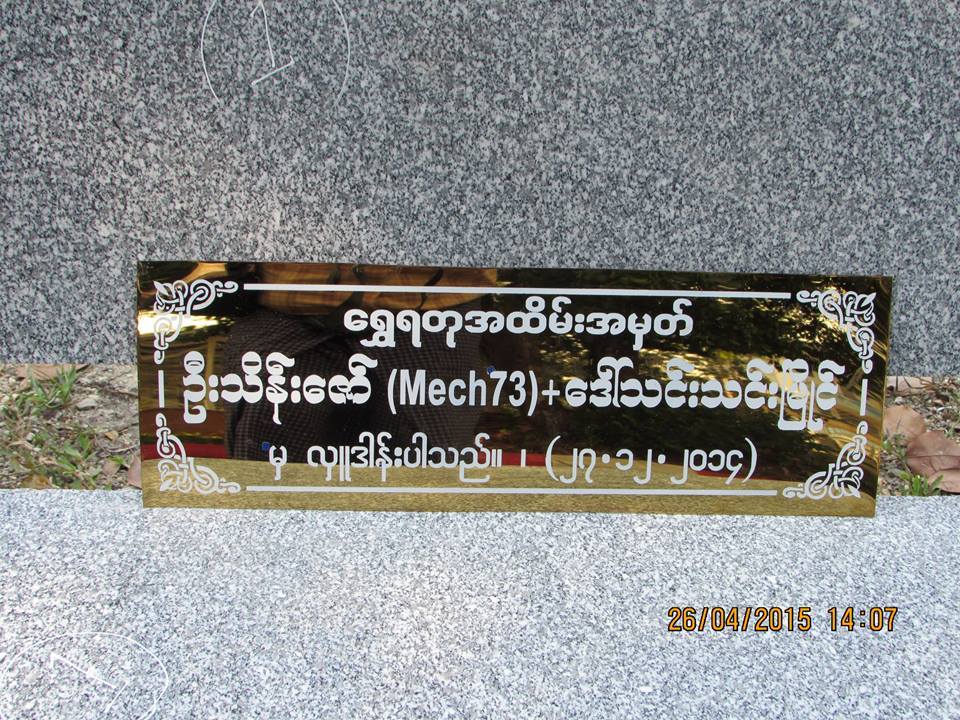 ရွှေရတုအထိမ်းအမှတ်
ဦးသိန်းဇော် (Mech73)+ဒေါ်သင်းသင်းမြိုင်
မှ လှူဒါန်းပါသည်။ ၊ (၂၇.၁၂.၂၀၁၄)
26/04/2015 14:07